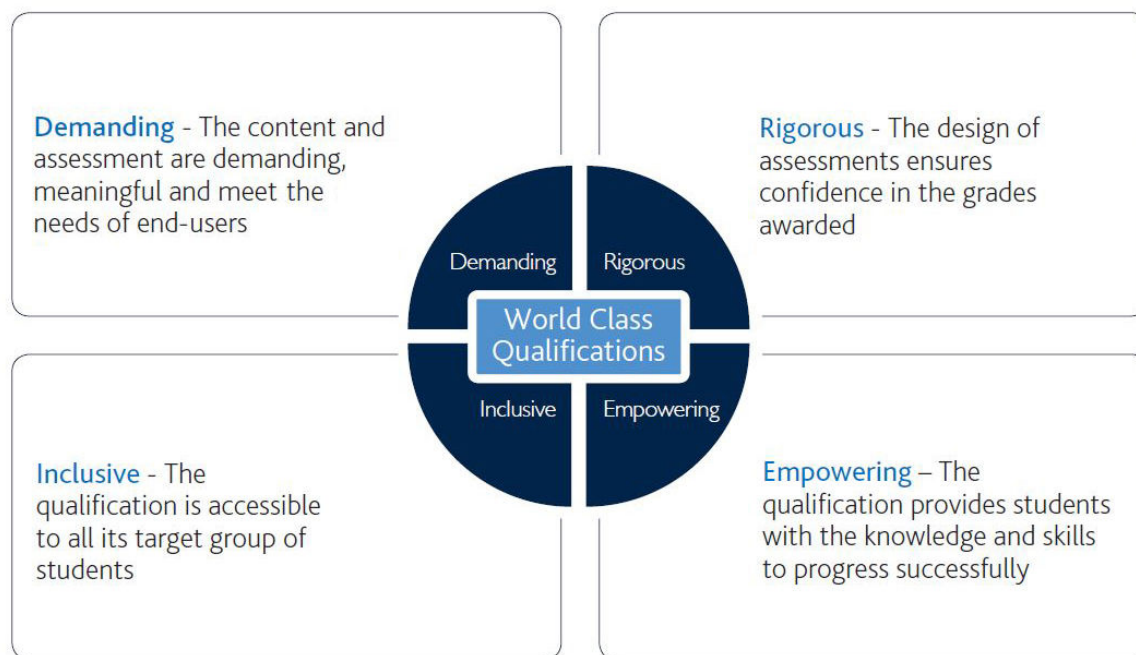 Demanding - The content and
assessment are demanding,
meaningful and meet the
needs of end-users
Rigorous - The design of
assessments ensures
confidence in the grades
awarded
Demanding
Rigorous
World Class
Qualifications
Inclusive
Empowering
Inclusive - The
qualification is accessible
to all its target group of
students
Empowering – The
qualification provides students
with the knowledge and skills
to progress successfully